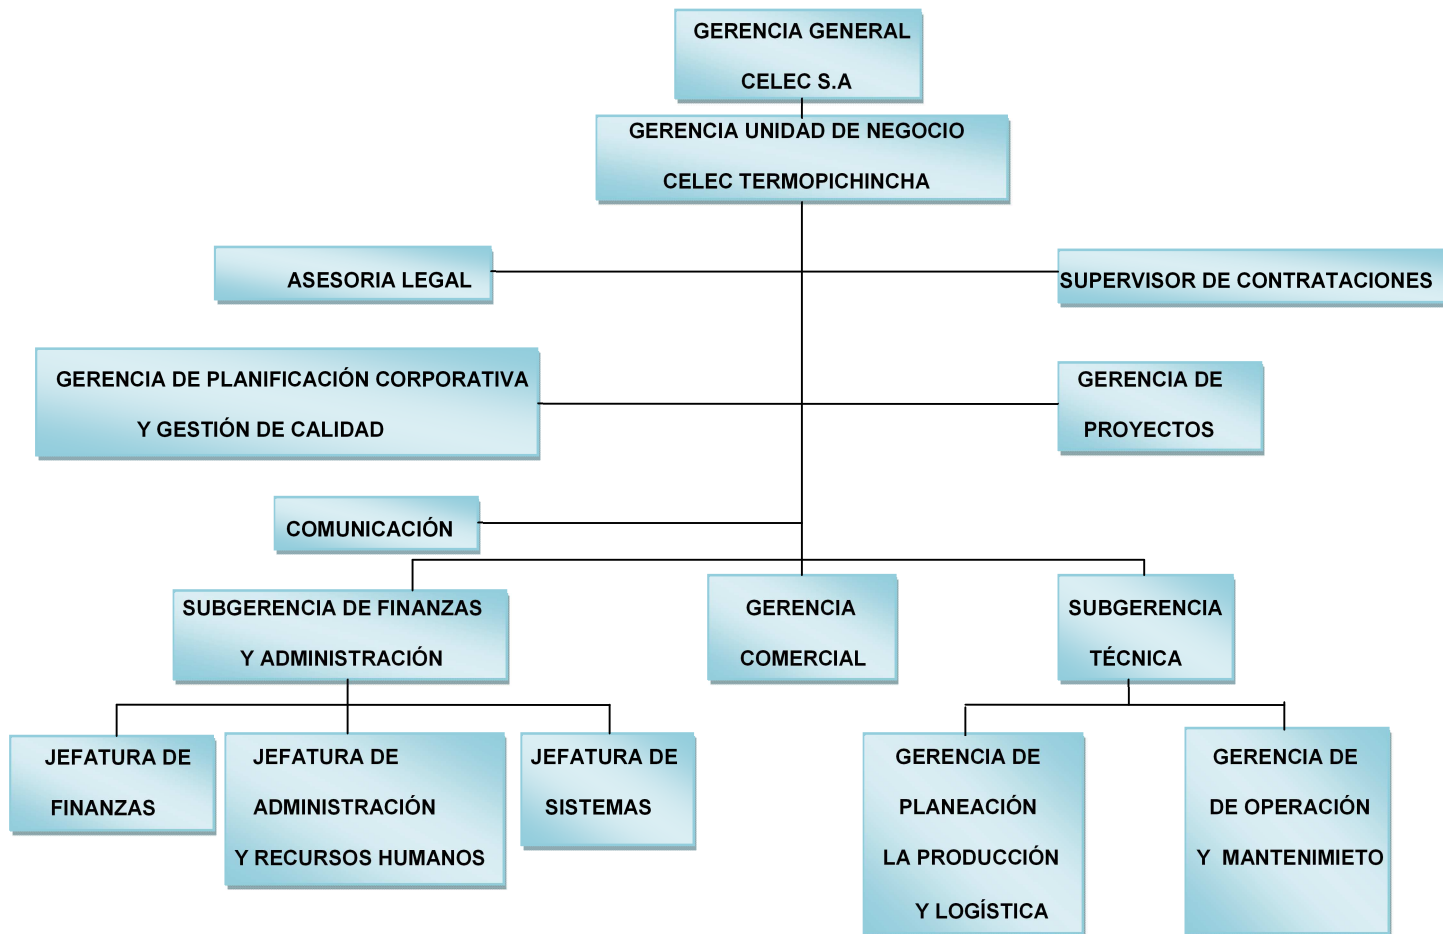 GERENCIA GENERAL
CELEC S.A
GERENCIA UNIDAD DE NEGOCIO
CELEC TERMOPICHINCHA
ASESORIA LEGAL
SUPERVISOR DE CONTRATACIONES
GERENCIA DE PLANIFICACIÓN CORPORATIVA
Y GESTIÓN DE CALIDAD
GERENCIA DE
PROYECTOS
COMUNICACIÓN
SUBGERENCIA DE FINANZAS
Y ADMINISTRACIÓN
GERENCIA
COMERCIAL
SUBGERENCIA
TÉCNICA
JEFATURA DE
FINANZAS
JEFATURA DE
ADMINISTRACIÓN
Y RECURSOS HUMANOS
JEFATURA DE
SISTEMAS
GERENCIA DE
PLANEACIÓN
LA PRODUCCIÓN
Y LOGÍSTICA
GERENCIA DE
DE OPERACIÓN
Y MANTENIMIETO